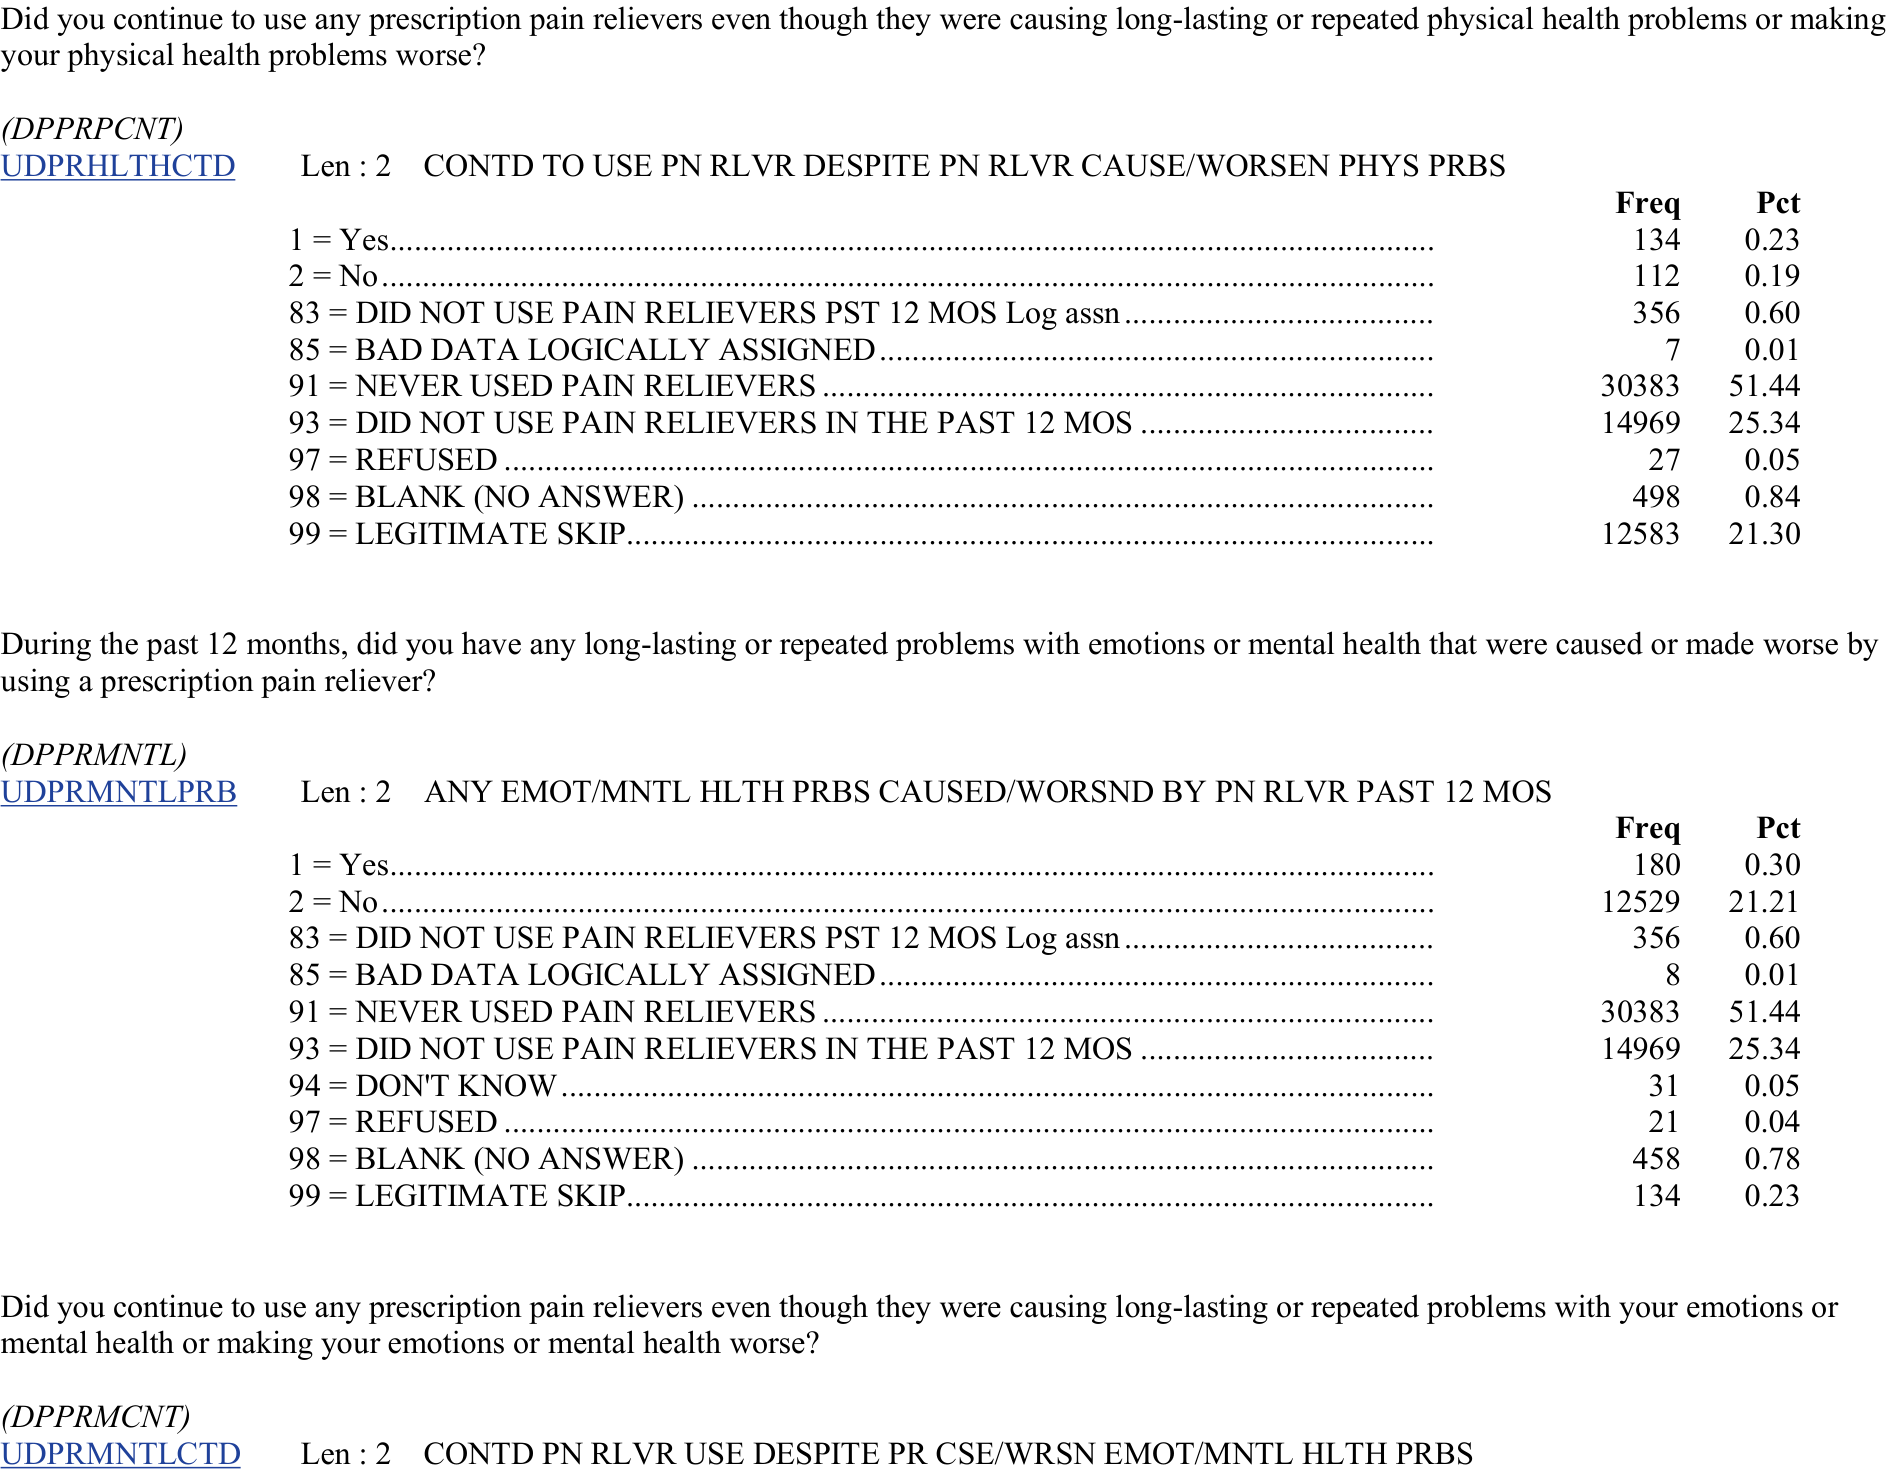 Did you continue to use any prescription pain relievers even though they were causing long-lasting or repeated physical health problems or making
your physical health problems worse?
(DPPRPCNT)
UDPRHLTHCTD Len : 2 CONTD TO USE PN RLVR DESPITE PN RLVR CAUSE/WORSEN PHYS PRBS
Freq Pct
1 = Yes 134 0.23
2 = No 112 0.19
83 = DID NOT USE PAIN RELIEVERS PST 12 MOS Log assn 356 0.60
85 = BAD DATA LOGICALLY ASSIGNED 7 0.01
91 = NEVER USED PAIN RELIEVERS 30383 51.44
93 = DID NOT USE PAIN RELIEVERS IN THE PAST 12 MOS 14969 25.34
97 = REFUSED 27 0.05
98 = BLANK (NO ANSWER) 498 0.84
99 = LEGITIMATE SKIP 12583 21.30
During the past 12 months, did you have any long-lasting or repeated problems with emotions or mental health that were caused or made worse by
using a prescription pain reliever?
(DPPRMNTL)
UDPRMNTLPRB Len : 2 ANY EMOT/MNTL HLTH PRBS CAUSED/WORSND BY PN RLVR PAST 12 MOS
Freq Pct
1 = Yes 180 0.30
2 = No 12529 21.21
83 = DID NOT USE PAIN RELIEVERS PST 12 MOS Log assn 356 0.60
85 = BAD DATA LOGICALLY ASSIGNED 8 0.01
91 = NEVER USED PAIN RELIEVERS 30383 51.44
93 = DID NOT USE PAIN RELIEVERS IN THE PAST 12 MOS 14969 25.34
94 = DON'T KNOW 31 0.05
97 = REFUSED 21 0.04
98 = BLANK (NO ANSWER) 458 0.78
99 = LEGITIMATE SKIP 134 0.23
Did you continue to use any prescription pain relievers even though they were causing long-lasting or repeated problems with your emotions or
mental health or making your emotions or mental health worse?
(DPPRMCNT)
UDPRMNTLCTD Len : 2 CONTD PN RLVR USE DESPITE PR CSE/WRSN EMOT/MNTL HLTH PRBS